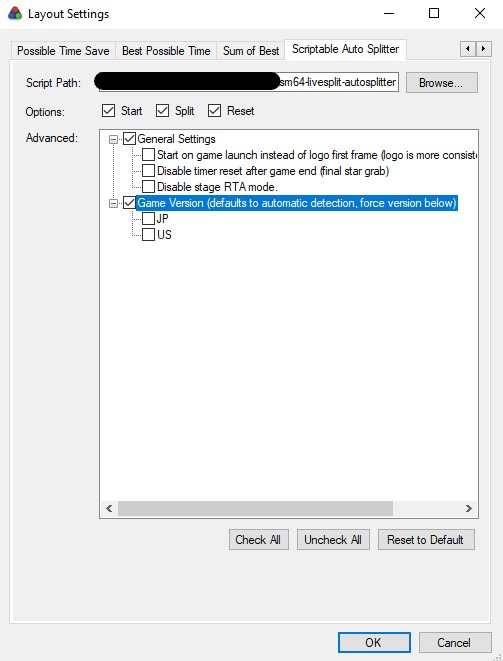 Layout Settings
Possible Time Save Best Possible Time Sum of Best Scriptable Auto Splitter
Script Path: sm64-livesplit-autosplitter Browse...
Options: Start Split Reset
Advanced: General Settings
Start on game launch instead of logo first frame (logo is more consist
Disable timer reset after game end (final star grab)
Disable stage RTA mode.
Game Version (defaults to automatic detection, force version below)
JP
US
Check All Uncheck All Reset to Default
OK Cancel